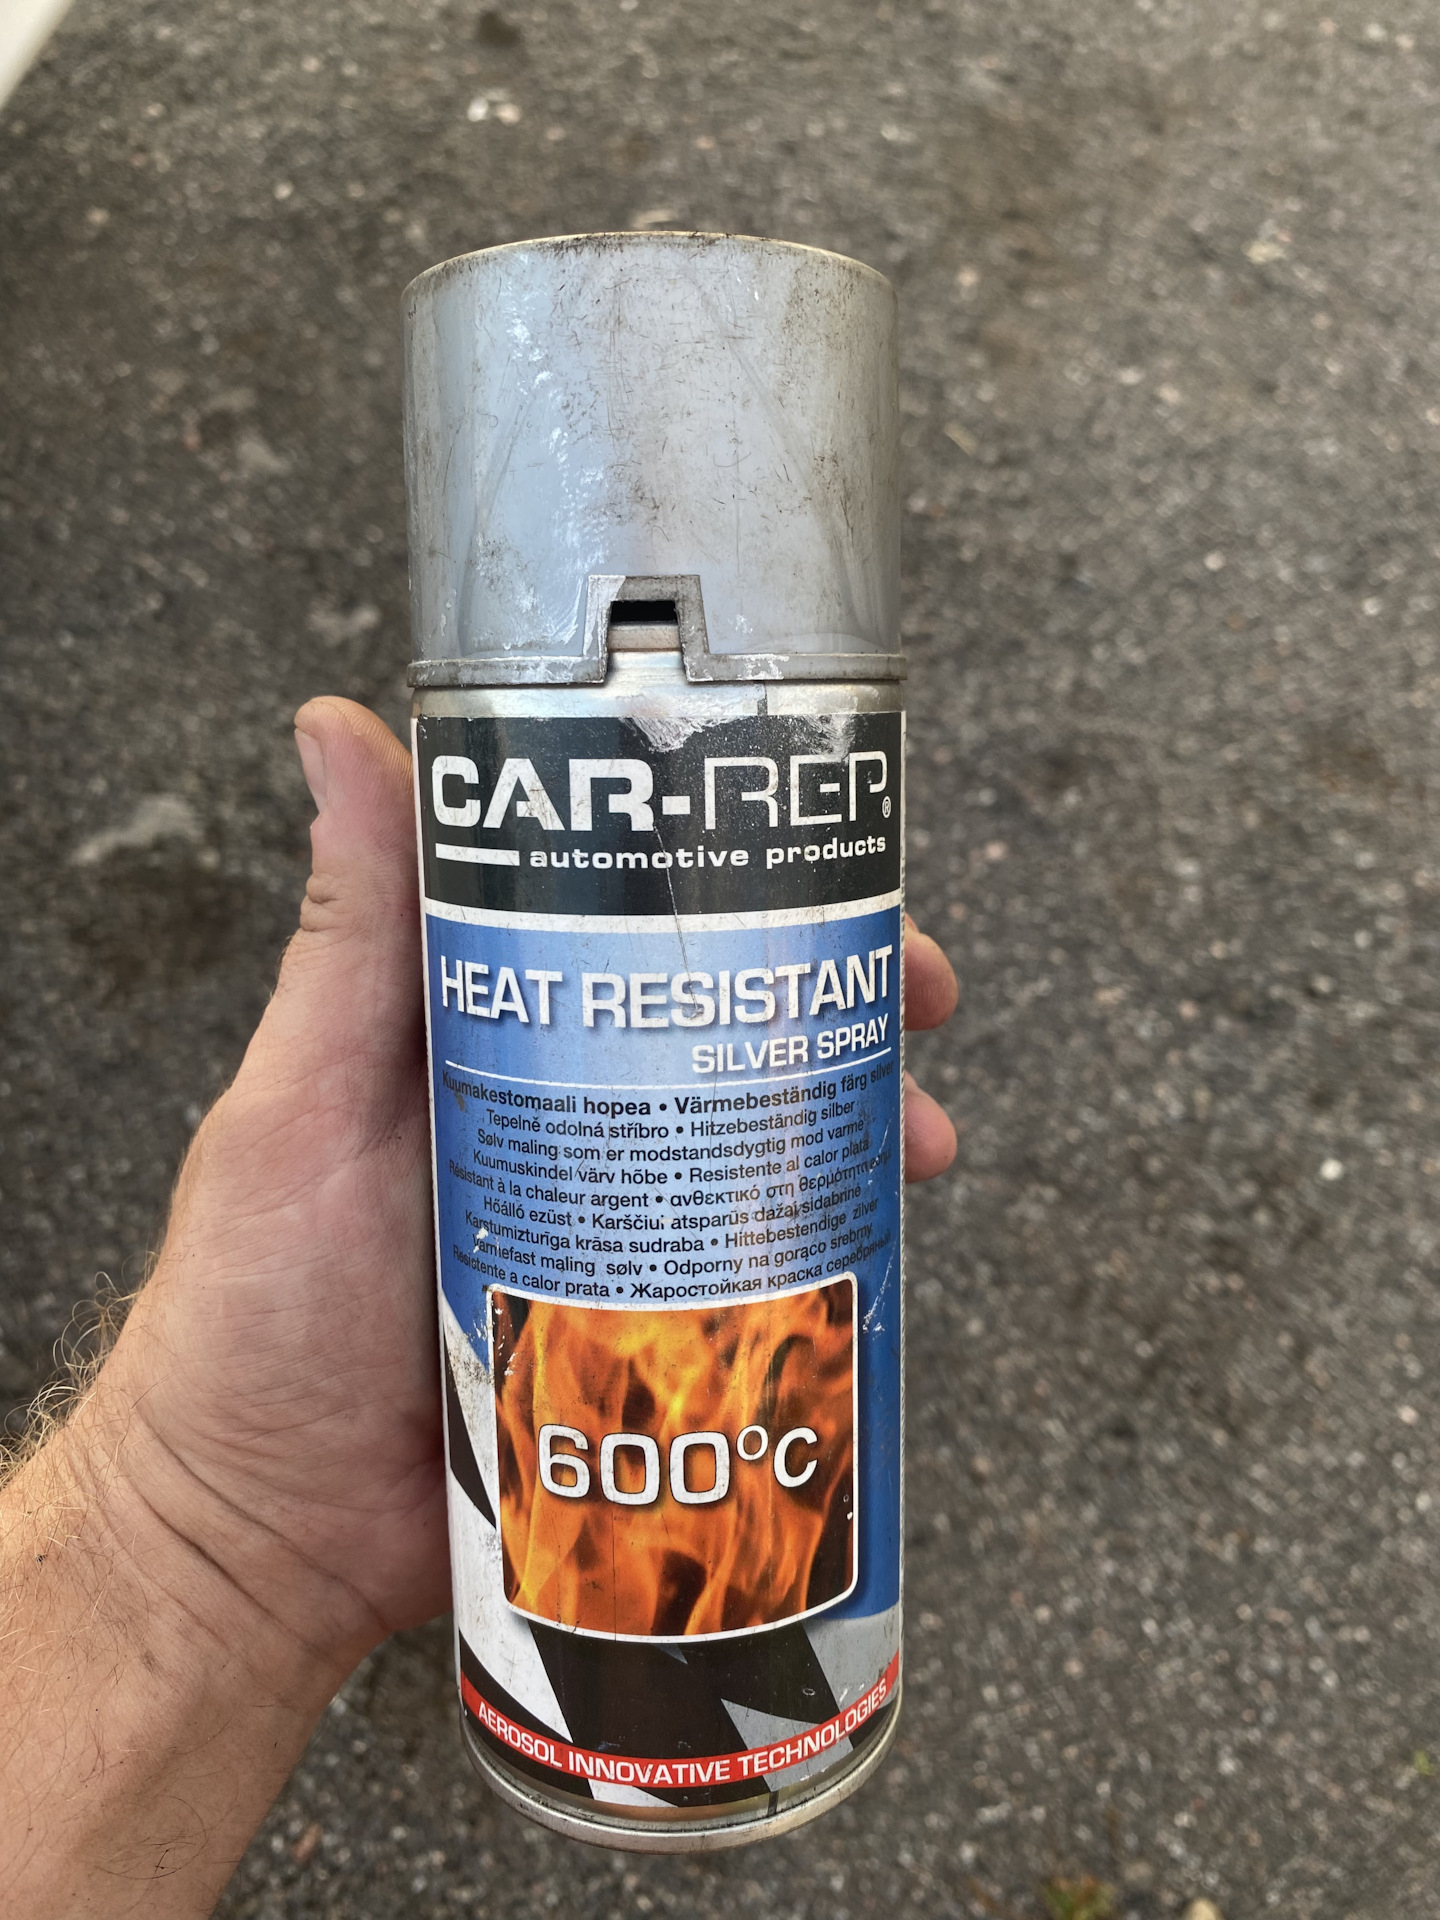 CAR-REP®
automotive products
HEAT RESISTANT
SILVER SPRAY
Kuumakestomaali hopea • Värmebeständig färg silver
Tepelně odolná stříbro • Hitzebeständig silber
Sølv maling som er modstandsdygtig mod varme
Kuumuskindel värv hõbe • Resistente al calor plata
Résistant à la chaleur argent • ανθεκτικό στη θερμότητα
Hőálló ezüst • Karščiui atsparūs dažai sidabrinė
Karstumizturīga krāsa sudraba • Hittebestendige zilver
Varmefast maling sølv • Odporny na gorąco srebrny
Resistente a calor prata • Жаростойкая краска серебряный
600°C
AEROSOL INNOVATIVE TECHNOLOGIES